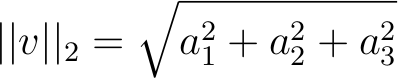 ||v||₂ = √(a₁² + a₂² + a₃²)